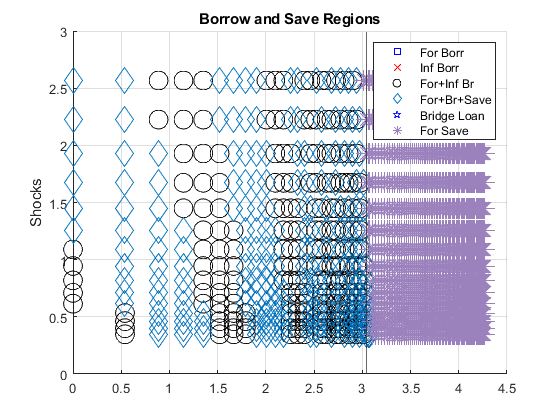 Borrow and Save Regions
3
2.5
2
1.5
1
0.5
0
Shocks
For Borr
Inf Borr
For+Inf Br
For+Br+Save
Bridge Loan
For Save
0 0.5 1 1.5 2 2.5 3 3.5 4 4.5